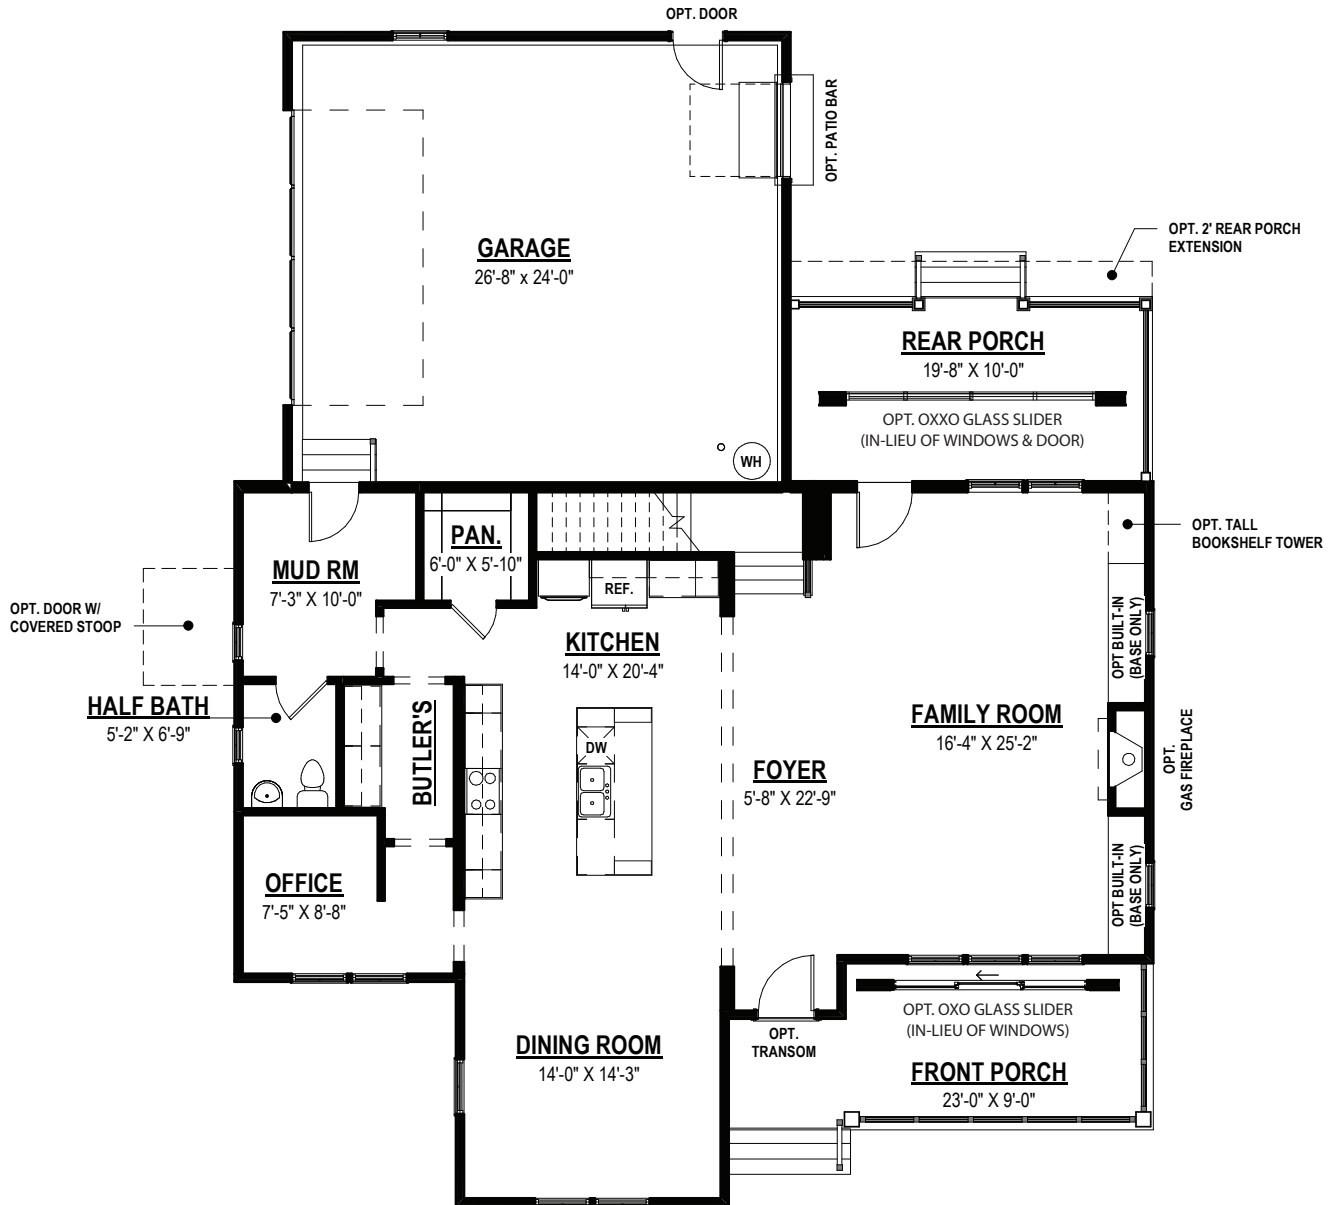 OPT. DOOR
OPT. PATIO BAR
GARAGE
26'-8" x 24'-0"
OPT. 2' REAR PORCH
EXTENSION
REAR PORCH
19'-8" X 10'-0"
OPT. OXXO GLASS SLIDER
(IN-LIEU OF WINDOWS & DOOR)
WH
PAN.
6'-0" X 5'-10"
OPT. TALL
BOOKSHELF TOWER
MUD RM
7'-3" X 10'-0"
REF.
OPT. DOOR W/
COVERED STOOP
KITCHEN
14'-0" X 20'-4"
OPT BUILT-IN
(BASE ONLY)
HALF BATH
5'-2" X 6'-9"
BUTLER'S
DW
FAMILY ROOM
16'-4" X 25'-2"
OPT.
GAS FIREPLACE
FOYER
5'-8" X 22'-9"
OFFICE
7'-5" X 8'-8"
OPT BUILT-IN
(BASE ONLY)
OPT. OXO GLASS SLIDER
(IN-LIEU OF WINDOWS)
OPT.
TRANSOM
DINING ROOM
14'-0" X 14'-3"
FRONT PORCH
23'-0" X 9'-0"